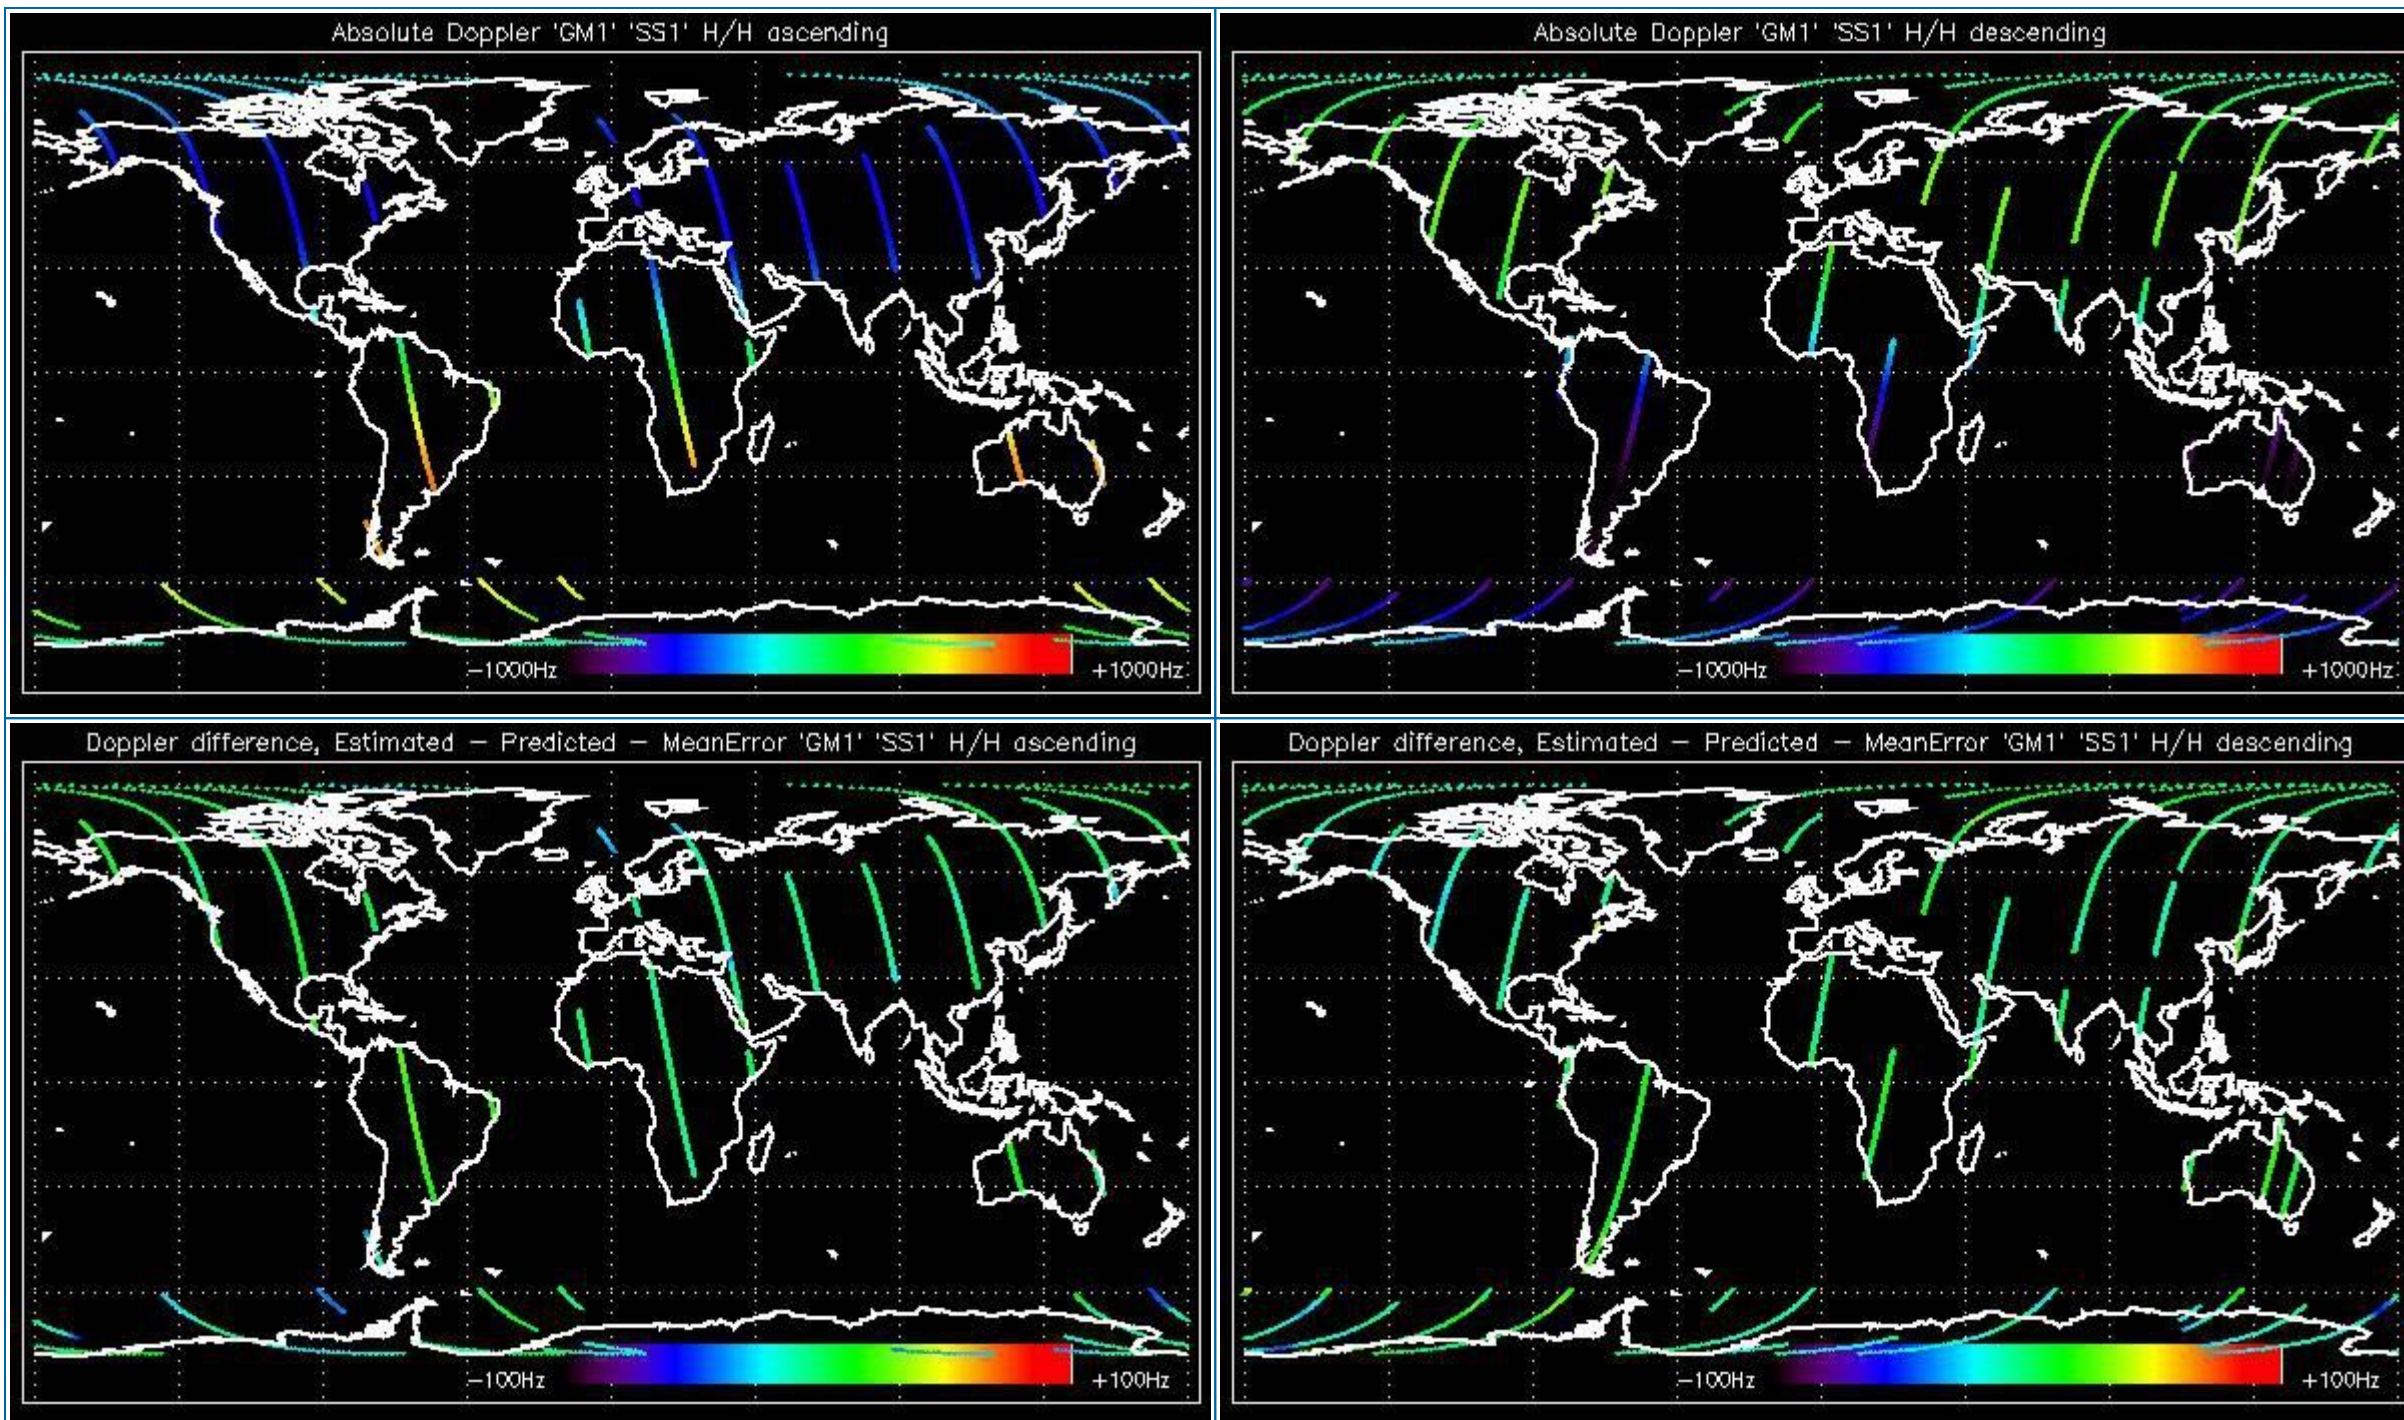 Absolute Doppler 'GM1' 'SS1' H/H ascending
-1000Hz
+1000Hz
Absolute Doppler 'GM1' 'SS1' H/H descending
-1000Hz
+1000Hz
Doppler difference, Estimated - Predicted - MeanError 'GM1' 'SS1' H/H ascending
-100Hz
+100Hz
Doppler difference, Estimated - Predicted - MeanError 'GM1' 'SS1' H/H descending
-100Hz
+100Hz